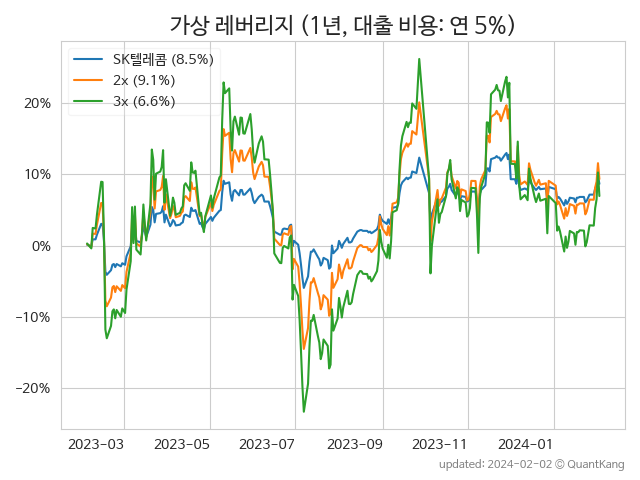 가상 레버리지 (1년, 대출 비용: 연 5%)
SK텔레콤 (8.5%)
2x (9.1%)
3x (6.6%)
20%
10%
0%
−10%
−20%
2023-03 2023-05 2023-07 2023-09 2023-11 2024-01
updated: 2024-02-02 © QuantKang